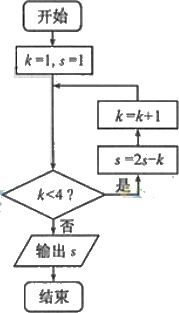 开始
k=1, s=1
k=k+1
s=2s-k
k<4?
是
否
输出 s
结束